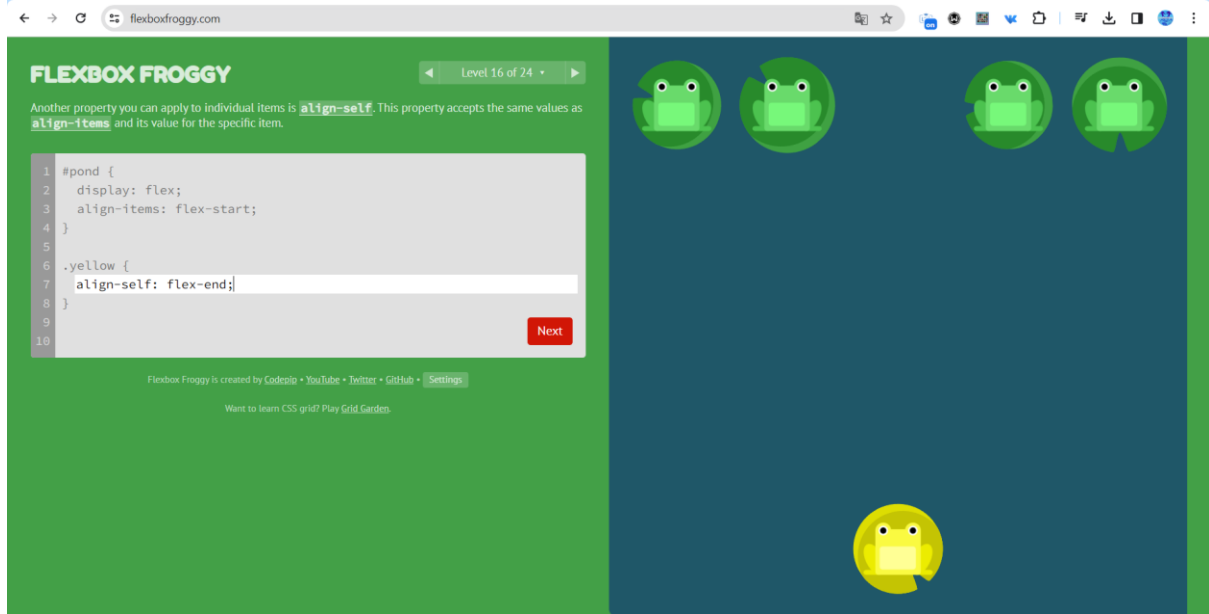 flexboxfroggy.com
on
FLEXBOX FROGGY
Level 16 of 24
Another property you can apply to individual items is align-self. This property accepts the same values as
align-items and its value for the specific item.
1 #pond {
2 display: flex;
3 align-items: flex-start;
4 }
5
6 .yellow {
7 align-self: flex-end;
8 }
9
10
Next
Flexbox Froggy is created by Codepip • YouTube • Twitter • GitHub • Settings
Want to learn CSS grid? Play Grid Garden.